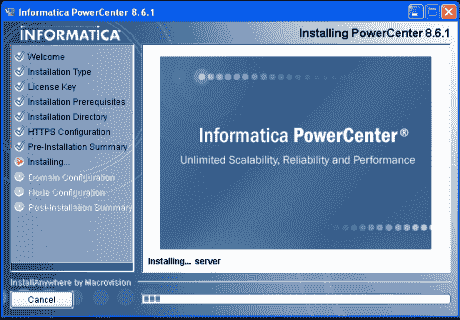 Informatica PowerCenter 8.6.1
INFORMATICA
Installing PowerCenter 8.6.1
Welcome
Installation Type
License Key
Installation Prerequisites
Installation Directory
HTTPS Configuration
Pre-Installation Summary
Installing...
Domain Configuration
Node Configuration
Post-Installation Summary
Informatica PowerCenter®
Unlimited Scalability, Reliability and Performance
Installing... server
InstallAnywhere by Macrovision
Cancel